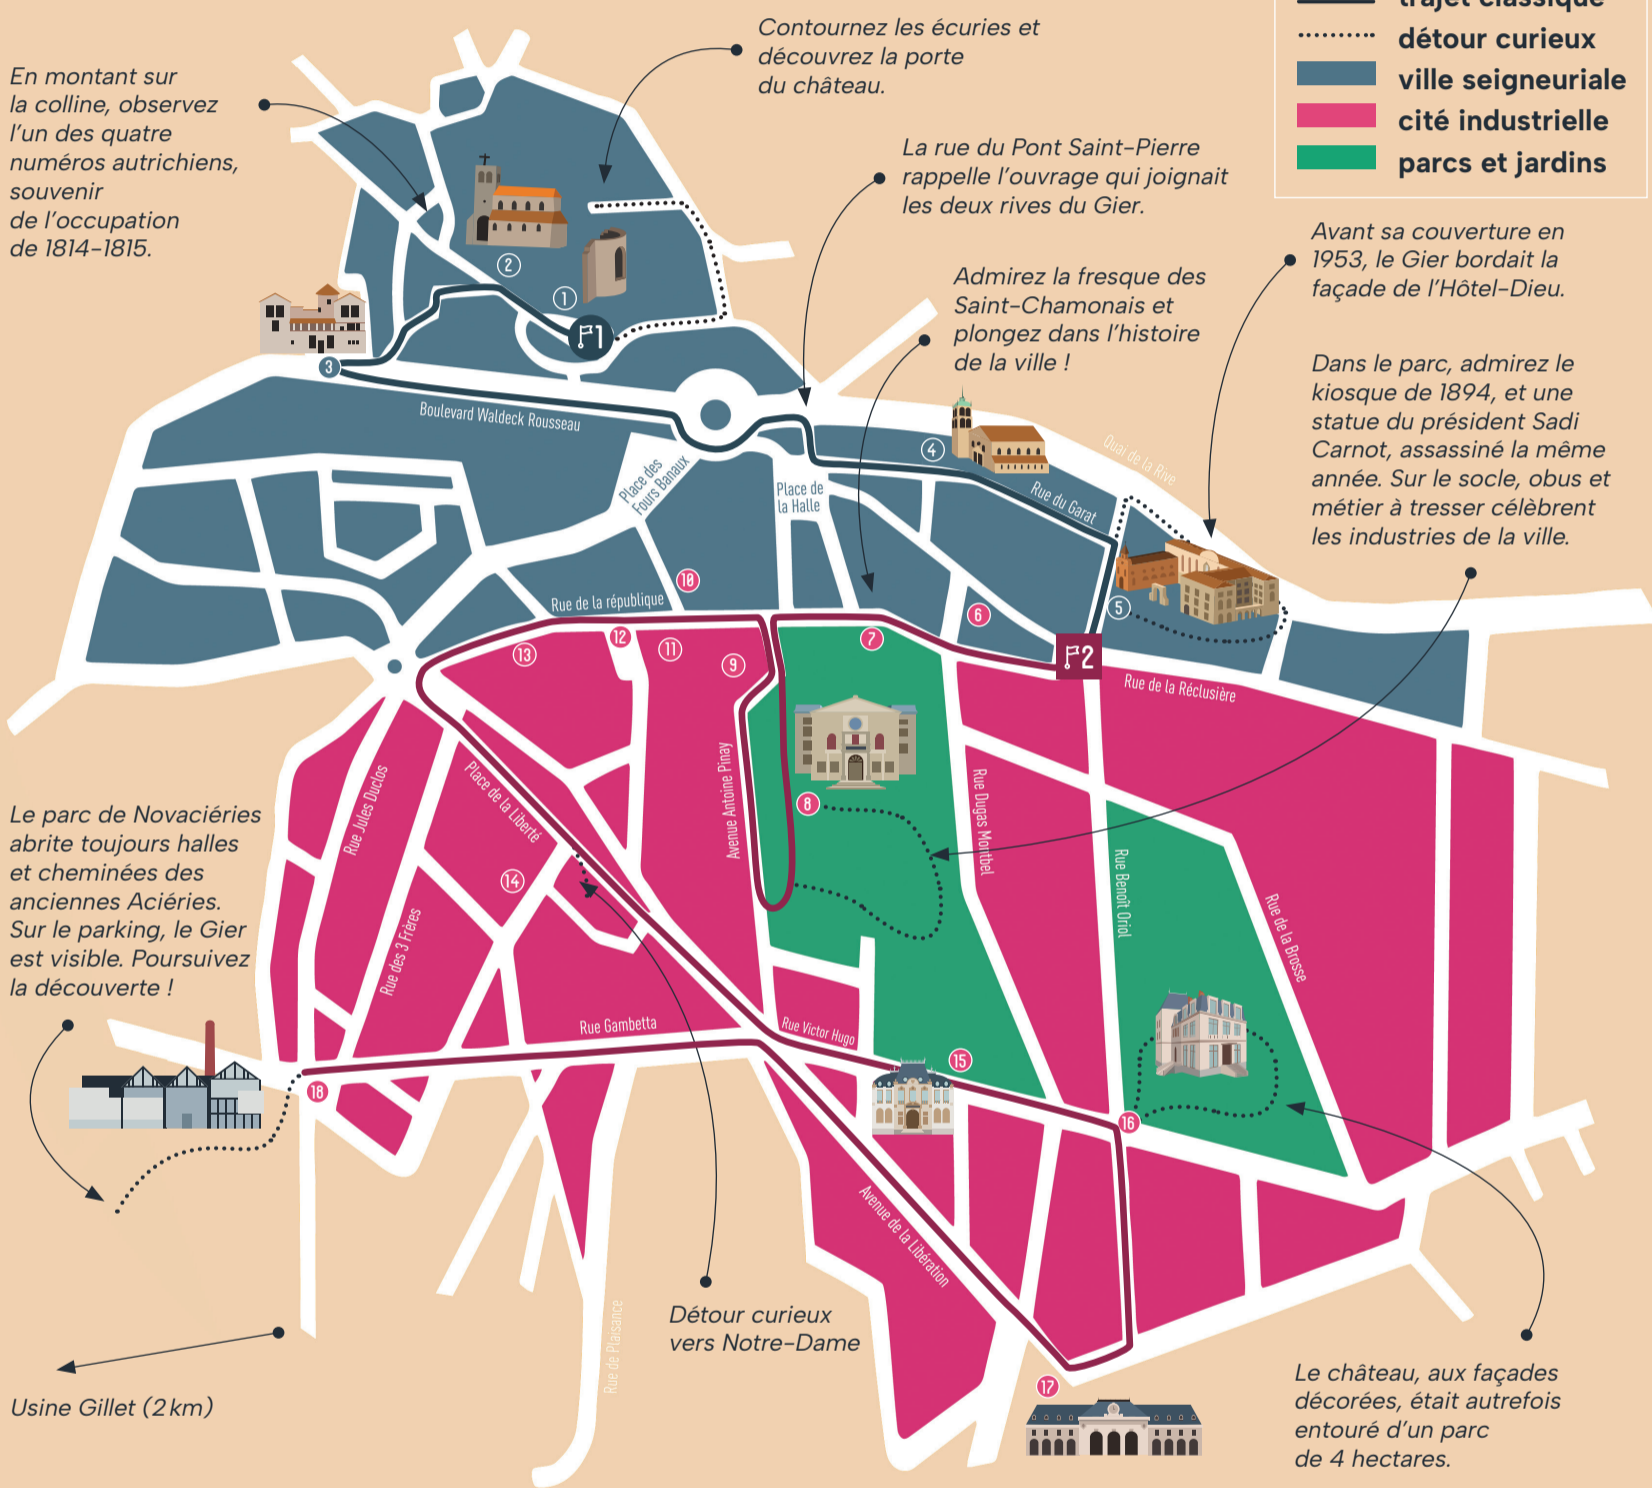 trajet classique
détour curieux
ville seigneuriale
cité industrielle
parcs et jardins
Contournez les écuries et
découvrez la porte
du château.
En montant sur
la colline, observez
l'un des quatre
numéros autrichiens,
souvenir
de l'occupation
de 1814-1815.
La rue du Pont Saint-Pierre
rappelle l'ouvrage qui joignait
les deux rives du Gier.
Avant sa couverture en
1953, le Gier bordait la
façade de l'Hôtel-Dieu.
Admirez la fresque des
Saint-Chamonais et
plongez dans l'histoire
de la ville !
Dans le parc, admirez le
kiosque de 1894, et une
statue du président Sadi
Carnot, assassiné la même
année. Sur le socle, obus et
métier à tresser célèbrent
les industries de la ville.
2
1
1
3
Boulevard Waldeck Rousseau
4
Quai de la Rive
Place des
Fours Banaux
Place de
la Halle
Rue du Garat
10
Rue de la république
5
6
7
12
11
13
9
2
Rue de la Réclusière
Place de la Liberté
Rue Jules Duclos
Avenue Antoine Pinay
8
Rue Dugas Montbel
Rue Benoît Oriol
Rue de la Brosse
14
Rue des 3 Frères
Le parc de Novaciéries
abrite toujours halles
et cheminées des
anciennes Aciéries.
Sur le parking, le Gier
est visible. Poursuivez
la découverte !
Rue Gambetta
Rue Victor Hugo
15
18
16
Avenue de la Libération
Rue de Plaisance
Détour curieux
vers Notre-Dame
17
Usine Gillet (2 km)
Le château, aux façades
décorées, était autrefois
entouré d'un parc
de 4 hectares.